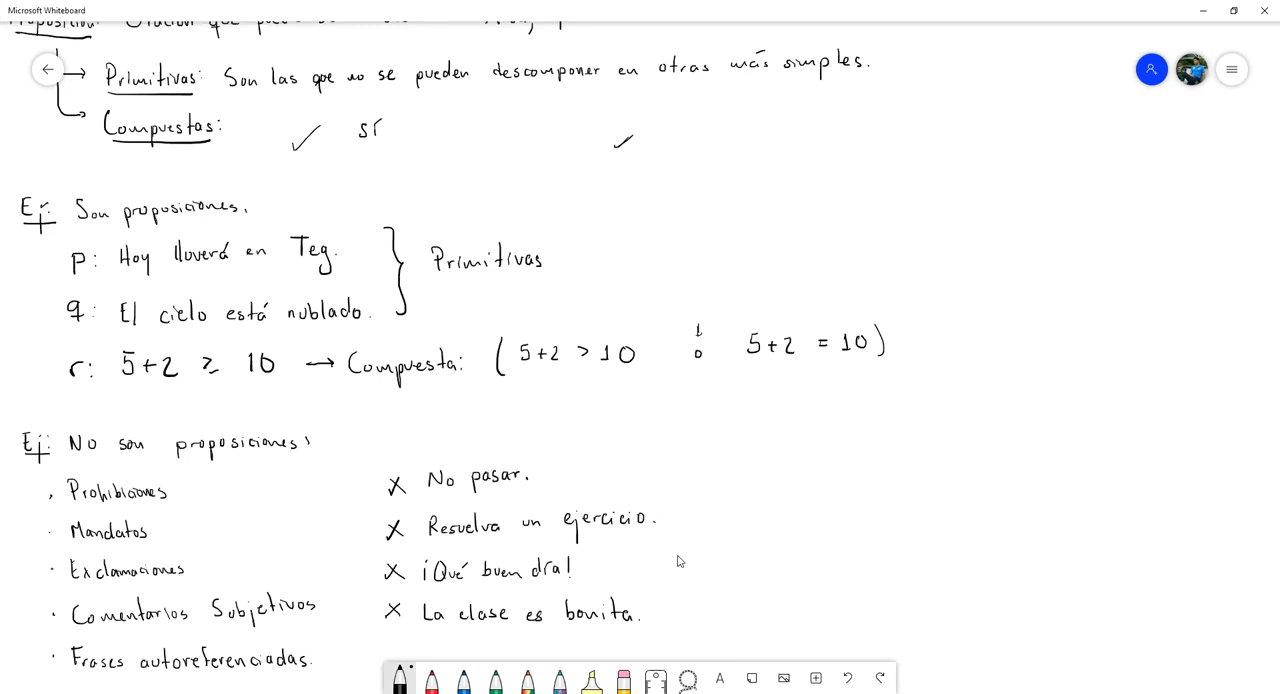 Microsoft Whiteboard
Primitivas: Son las que no se pueden descomponer en otras más simples.
Compuestas: ✓ sí ✓
Ej: Son proposiciones.
p: Hoy lloverá en Teg.
q: El cielo está nublado.
Primitivas
r: 5+2 ≥ 10 → Compuesta: (5+2 > 10 o 5+2 = 10)
Ej: No son proposiciones:
· Prohibiciones X No pasar.
· Mandatos X Resuelva un ejercicio.
· Exclamaciones X ¡Qué buen día!
· Comentarios Subjetivos X La clase es bonita.
· Frases autoreferenciadas.